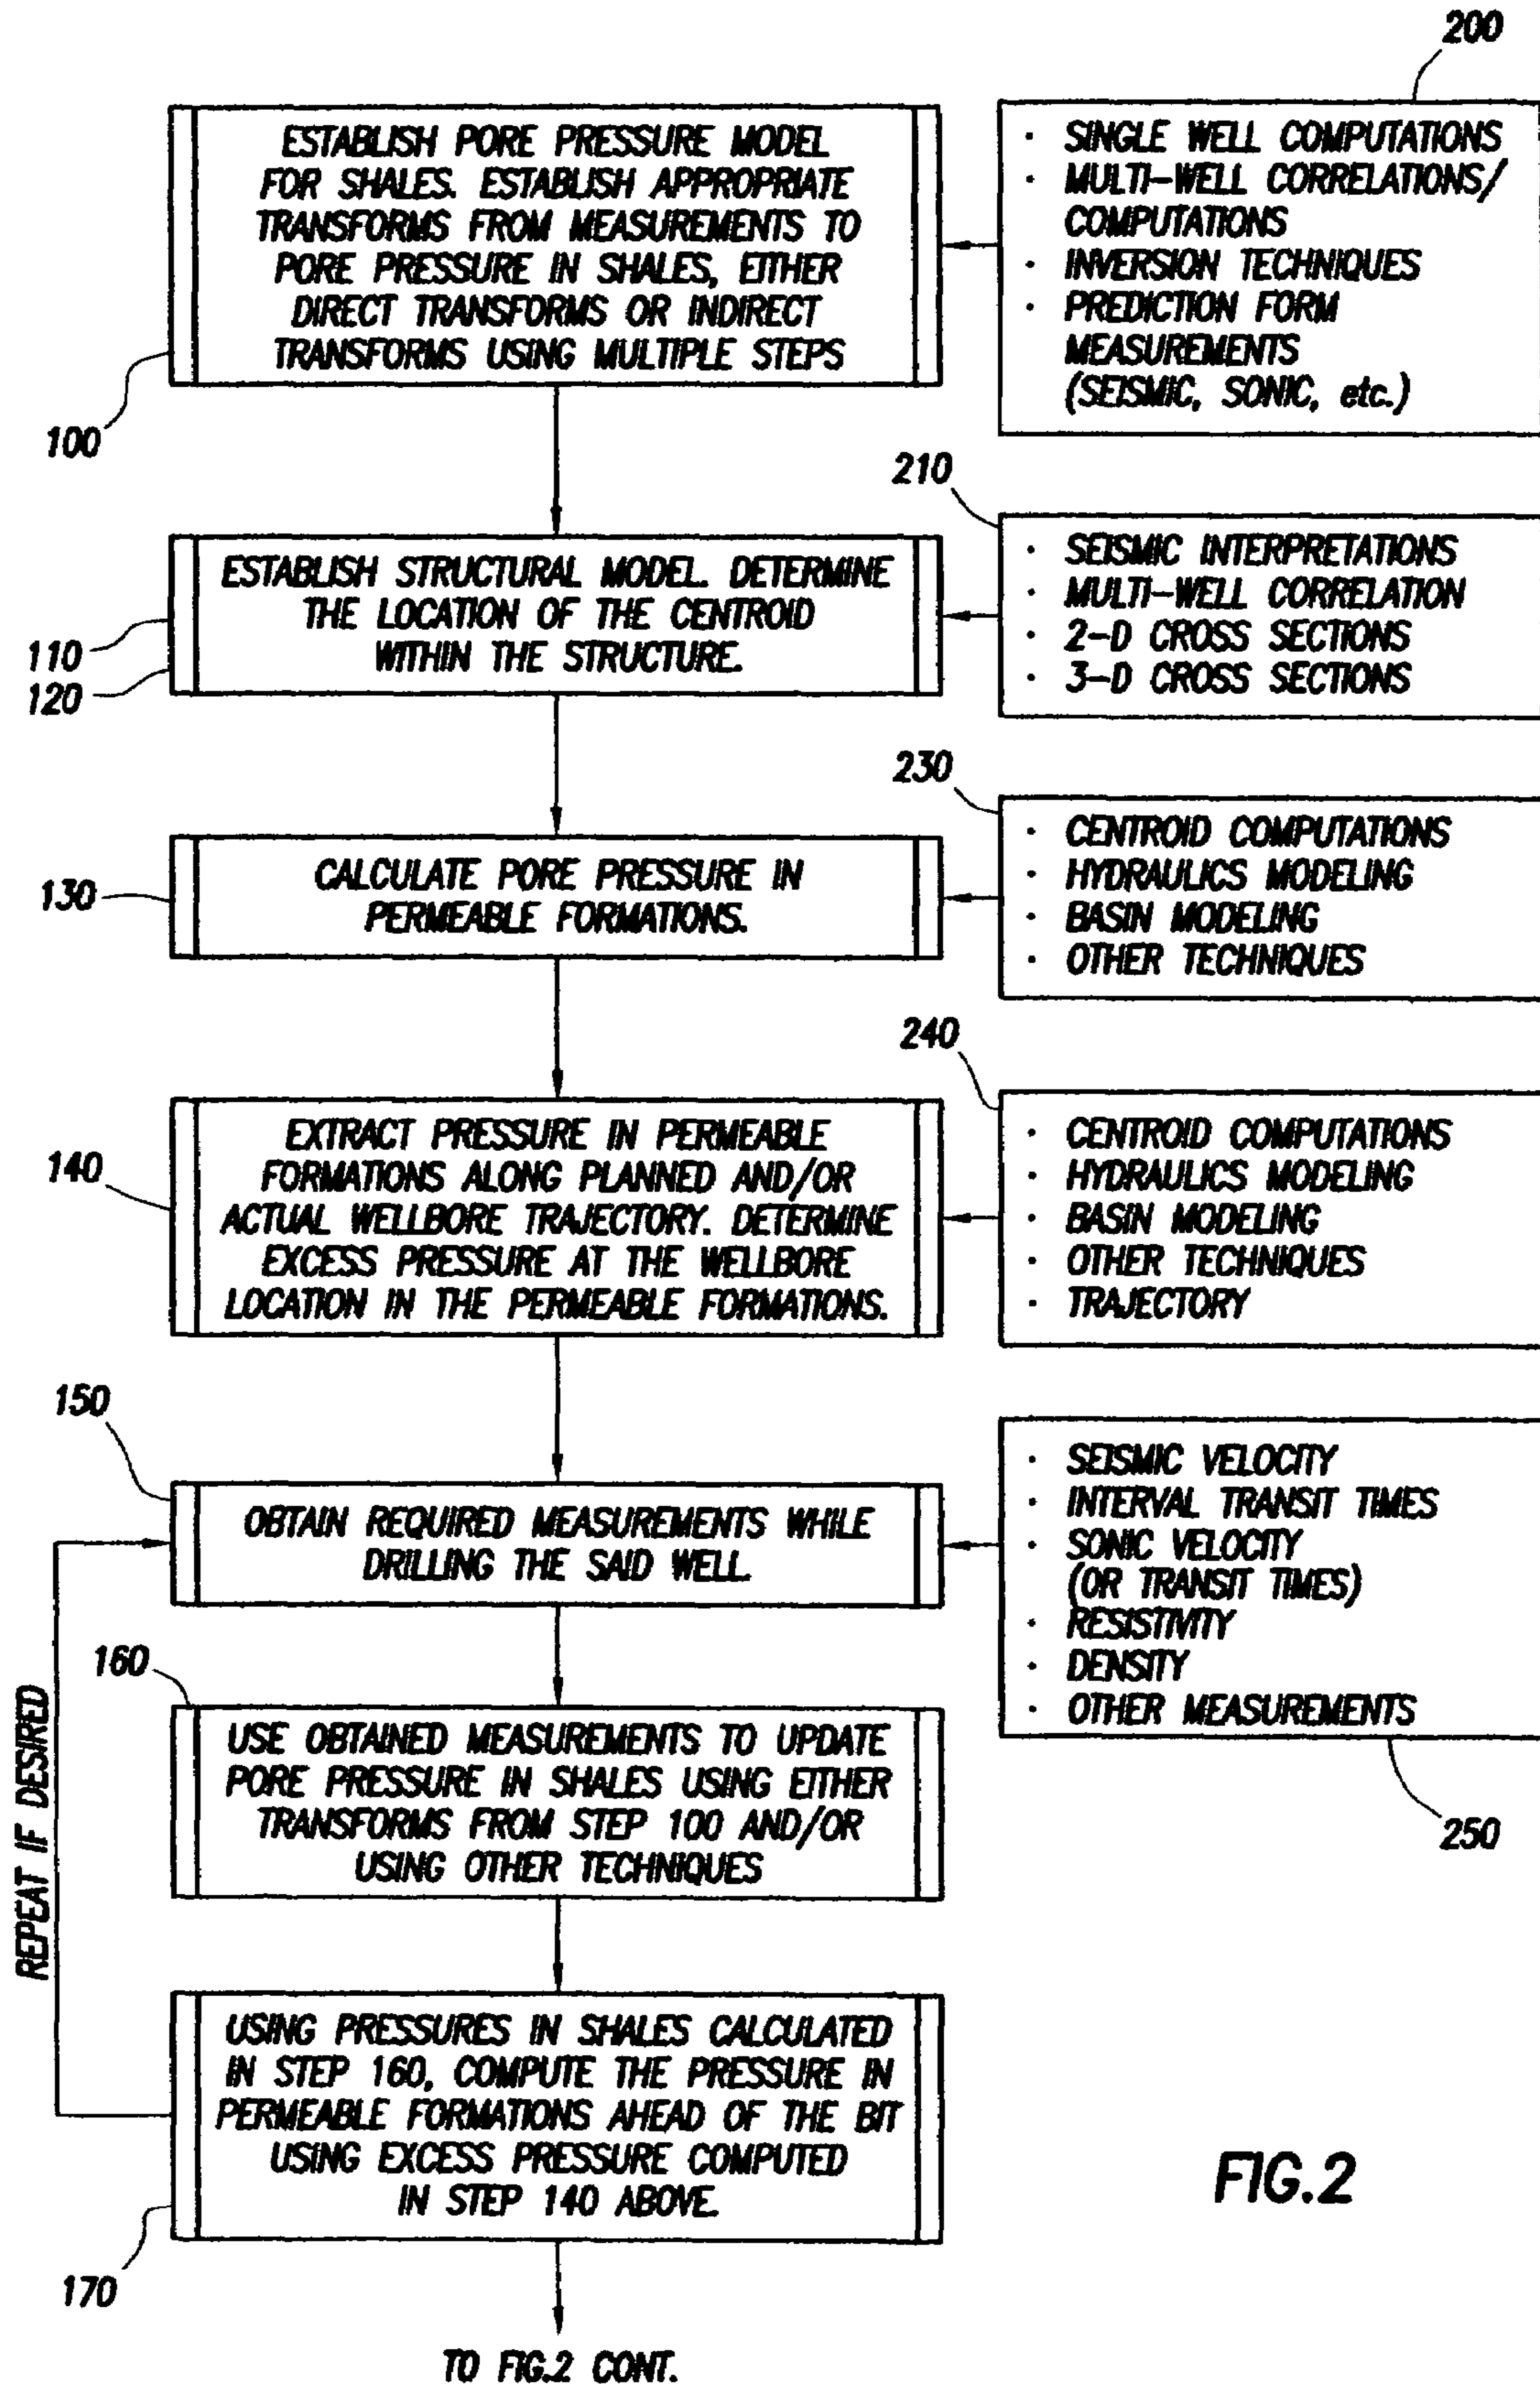 200
ESTABLISH PORE PRESSURE MODEL
FOR SHALES. ESTABLISH APPROPRIATE
TRANSFORMS FROM MEASUREMENTS TO
PORE PRESSURE IN SHALES, EITHER
DIRECT TRANSFORMS OR INDIRECT
TRANSFORMS USING MULTIPLE STEPS
100
· SINGLE WELL COMPUTATIONS
· MULTI-WELL CORRELATIONS/
COMPUTATIONS
· INVERSION TECHNIQUES
· PREDICTION FORM
MEASUREMENTS
(SEISMIC, SONIC, etc.)
210
ESTABLISH STRUCTURAL MODEL. DETERMINE
THE LOCATION OF THE CENTROID
WITHIN THE STRUCTURE.
110
120
· SEISMIC INTERPRETATIONS
· MULTI-WELL CORRELATION
· 2-D CROSS SECTIONS
· 3-D CROSS SECTIONS
230
130
CALCULATE PORE PRESSURE IN
PERMEABLE FORMATIONS.
· CENTROID COMPUTATIONS
· HYDRAULICS MODELING
· BASIN MODELING
· OTHER TECHNIQUES
240
140
EXTRACT PRESSURE IN PERMEABLE
FORMATIONS ALONG PLANNED AND/OR
ACTUAL WELLBORE TRAJECTORY. DETERMINE
EXCESS PRESSURE AT THE WELLBORE
LOCATION IN THE PERMEABLE FORMATIONS.
· CENTROID COMPUTATIONS
· HYDRAULICS MODELING
· BASIN MODELING
· OTHER TECHNIQUES
· TRAJECTORY
150
OBTAIN REQUIRED MEASUREMENTS WHILE
DRILLING THE SAID WELL.
· SEISMIC VELOCITY
· INTERVAL TRANSIT TIMES
· SONIC VELOCITY
(OR TRANSIT TIMES)
· RESISTIVITY
· DENSITY
· OTHER MEASUREMENTS
250
160
USE OBTAINED MEASUREMENTS TO UPDATE
PORE PRESSURE IN SHALES USING EITHER
TRANSFORMS FROM STEP 100 AND/OR
USING OTHER TECHNIQUES
REPEAT IF DESIRED
USING PRESSURES IN SHALES CALCULATED
IN STEP 160, COMPUTE THE PRESSURE IN
PERMEABLE FORMATIONS AHEAD OF THE BIT
USING EXCESS PRESSURE COMPUTED
IN STEP 140 ABOVE.
170
FIG.2
TO FIG.2 CONT.